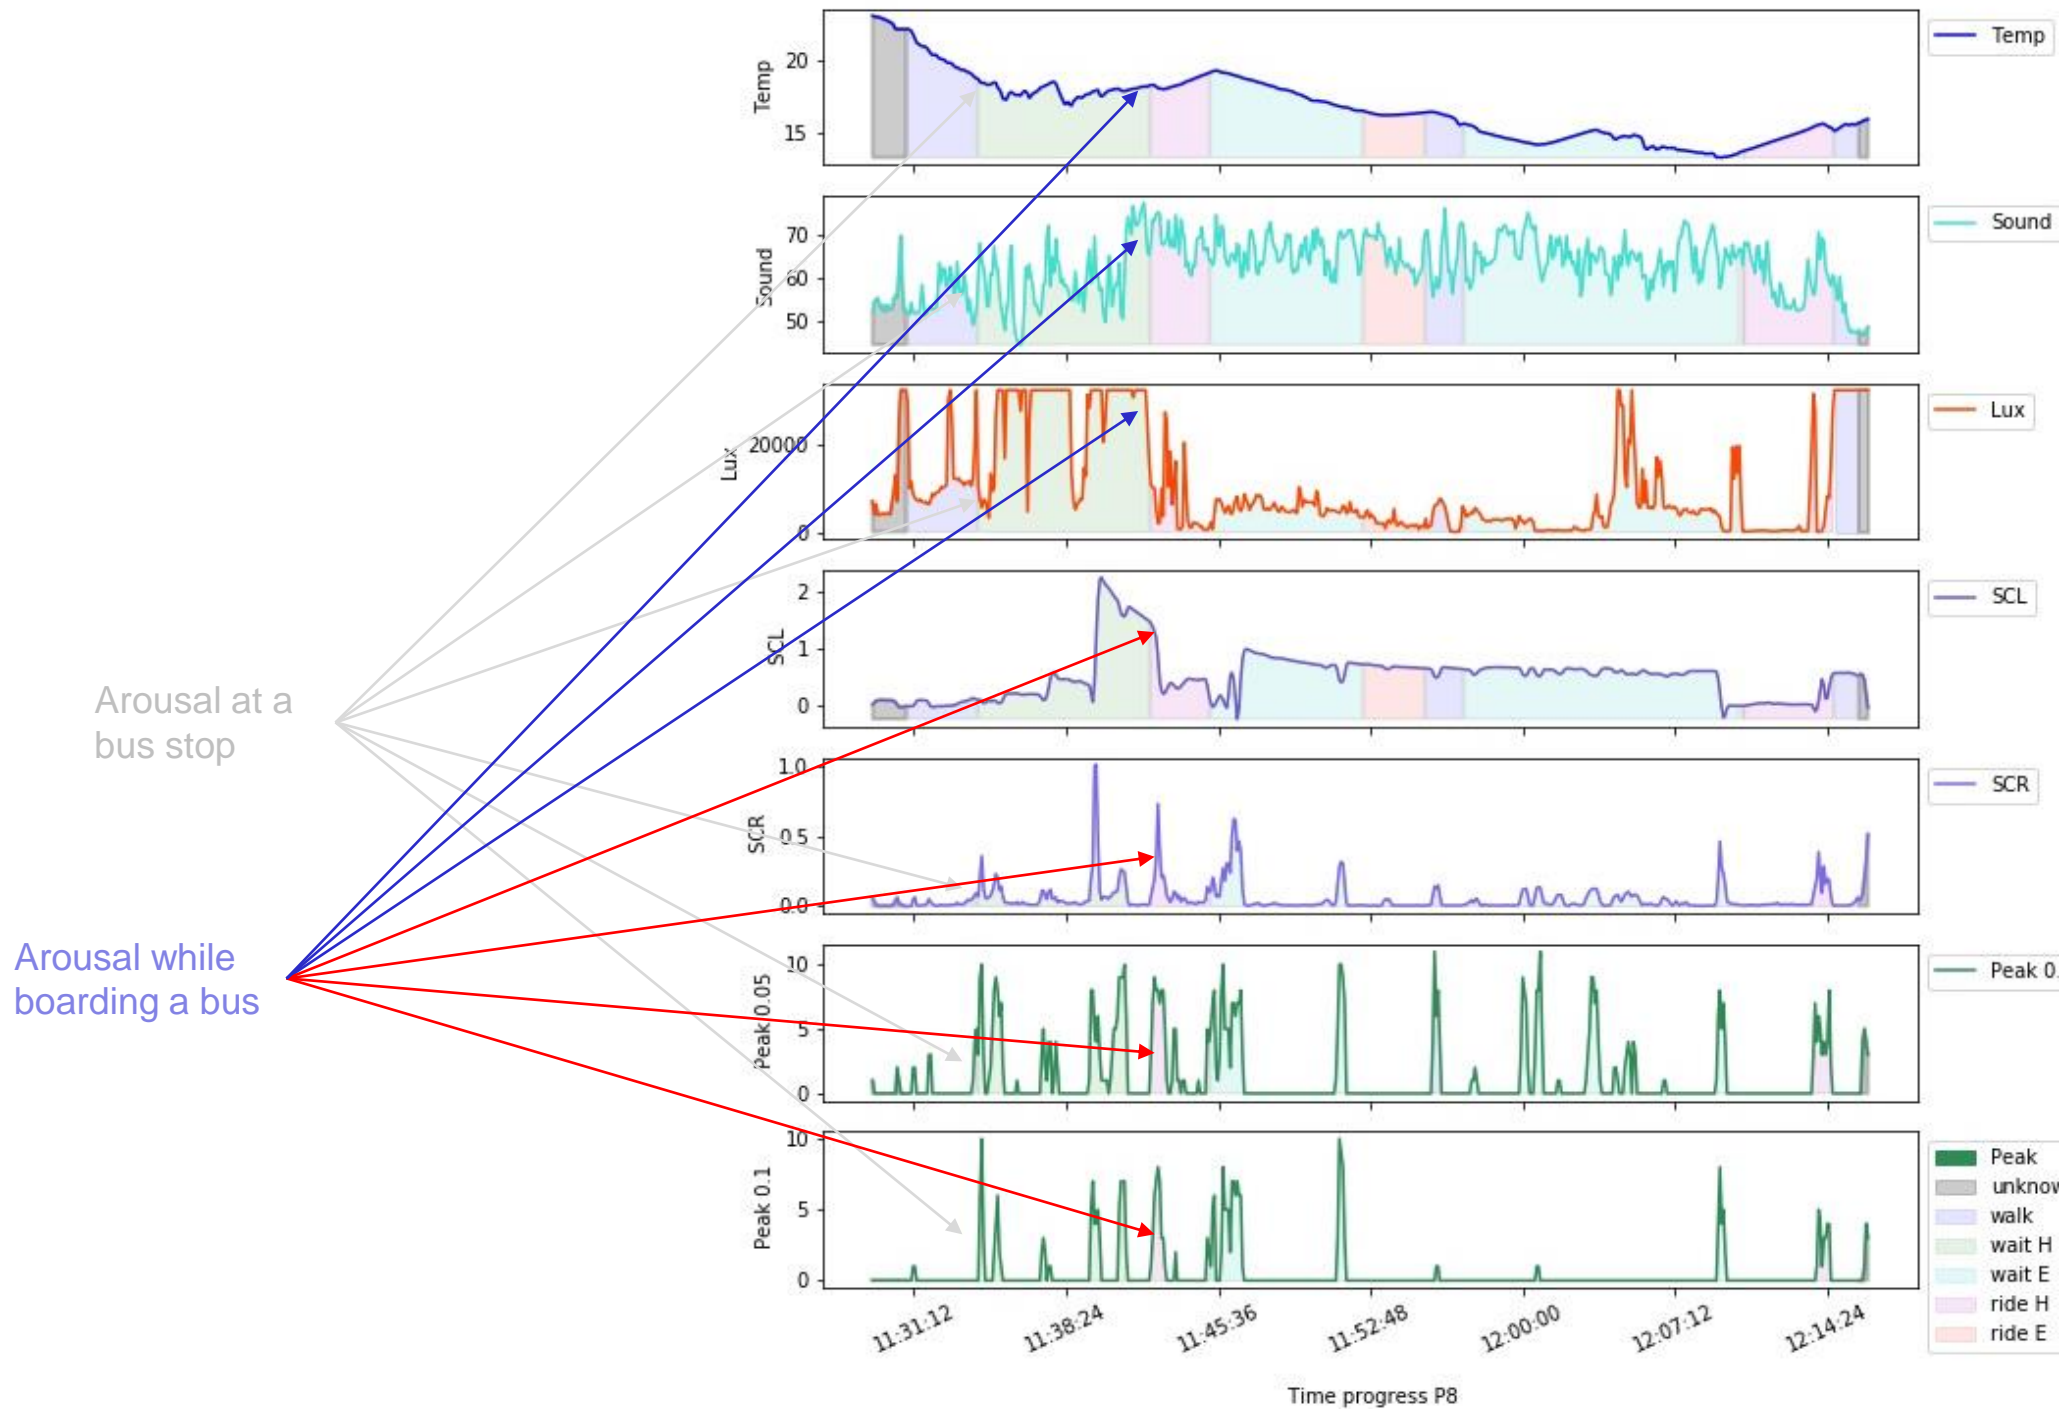 Temp
20
15
Temp
Sound
70
60
50
Sound
Lux
20000
0
Lux
SCL
2
1
0
SCL
Arousal at a
bus stop
SCR
1.0
0.5
0.0
SCR
Arousal while
boarding a bus
Peak 0.05
10
5
0
Peak 0.
Peak 0.1
10
5
0
Peak
unknow
walk
wait H
wait E
ride H
ride E
11:31:12 11:38:24 11:45:36 11:52:48 12:00:00 12:07:12 12:14:24
Time progress P8